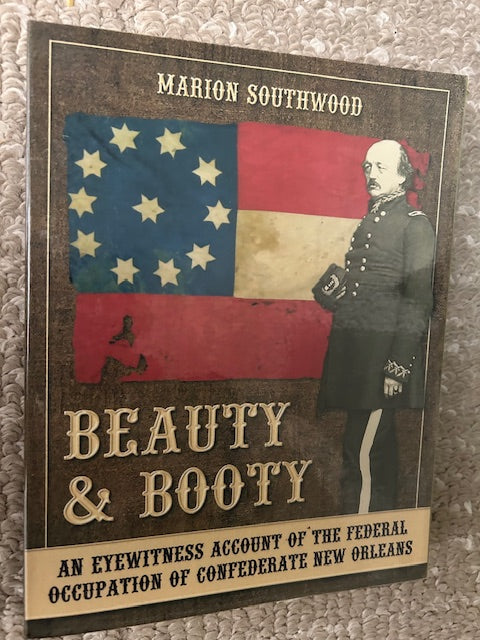 MARION SOUTHWOOD
BEAUTY
& BOOTY
AN EYEWITNESS ACCOUNT OF THE FEDERAL
OCCUPATION OF CONFEDERATE NEW ORLEANS